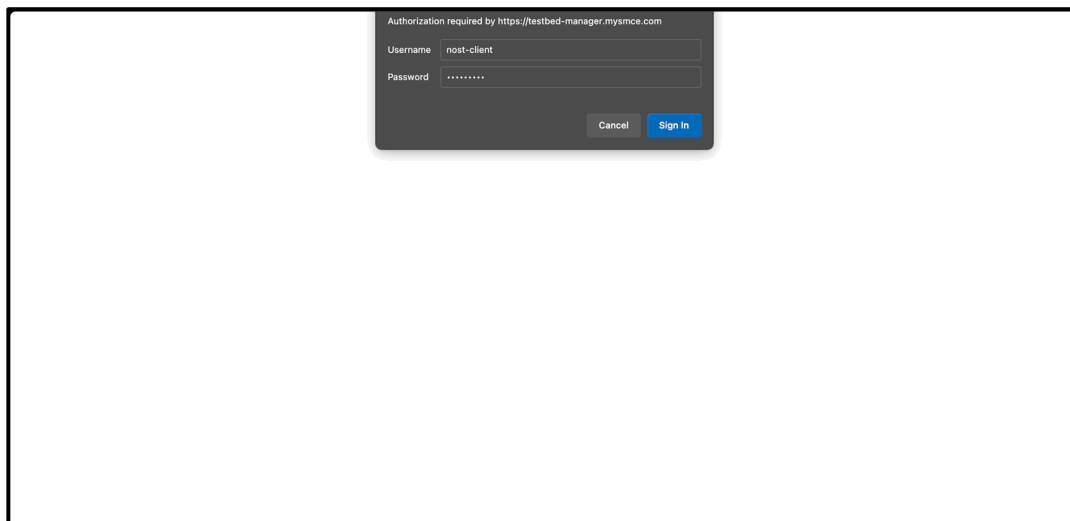 Authorization required by https://testbed-manager.mysmce.com
Username nost-client
Password •••••••••
Cancel Sign In